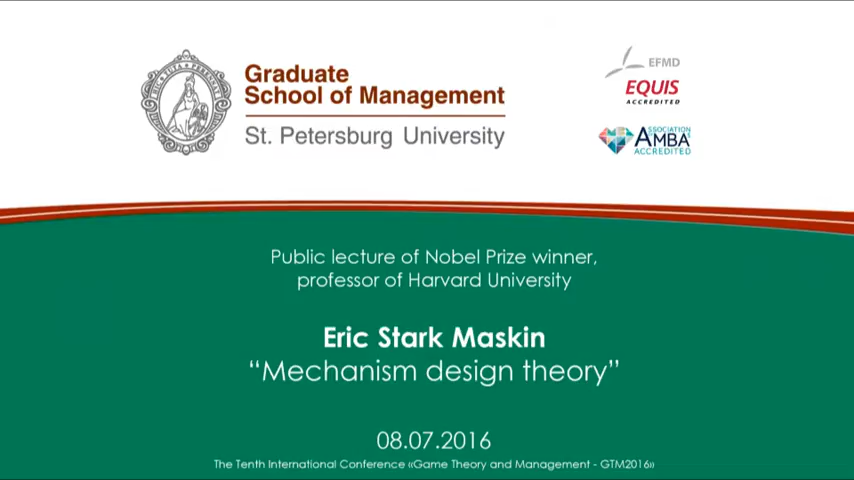 Graduate
School of Management
St. Petersburg University
EFMD
EQUIS
ACCREDITED
ASSOCIATION
AMBA
ACCREDITED
Public lecture of Nobel Prize winner,
professor of Harvard University
Eric Stark Maskin
“Mechanism design theory”
08.07.2016
The Tenth International Conference «Game Theory and Management - GTM2016»